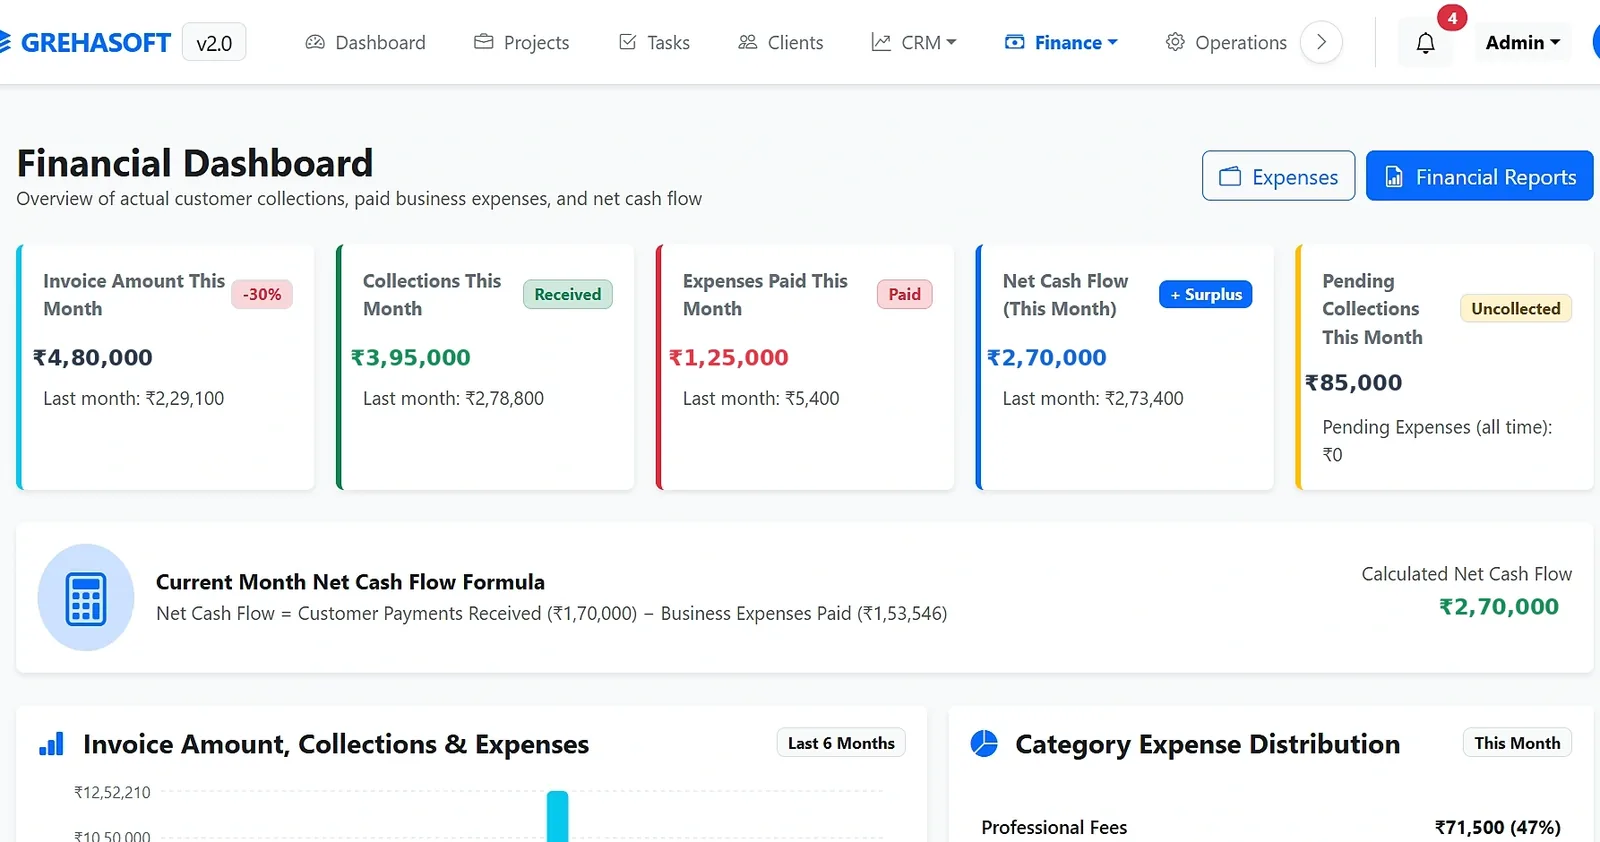 GREHASOFT v2.0 Dashboard Projects Tasks Clients CRM Finance Operations 4 Admin
Financial Dashboard
Overview of actual customer collections, paid business expenses, and net cash flow
Expenses Financial Reports
Invoice Amount This Month
-30%
₹4,80,000
Last month: ₹2,29,100
Collections This Month
Received
₹3,95,000
Last month: ₹2,78,800
Expenses Paid This Month
Paid
₹1,25,000
Last month: ₹5,400
Net Cash Flow (This Month)
+ Surplus
₹2,70,000
Last month: ₹2,73,400
Pending Collections This Month
Uncollected
₹85,000
Pending Expenses (all time):
₹0
Current Month Net Cash Flow Formula
Net Cash Flow = Customer Payments Received (₹1,70,000) − Business Expenses Paid (₹1,53,546)
Calculated Net Cash Flow
₹2,70,000
Invoice Amount, Collections & Expenses
Last 6 Months
₹12,52,210
₹10,50,000
Category Expense Distribution
This Month
Professional Fees ₹71,500 (47%)